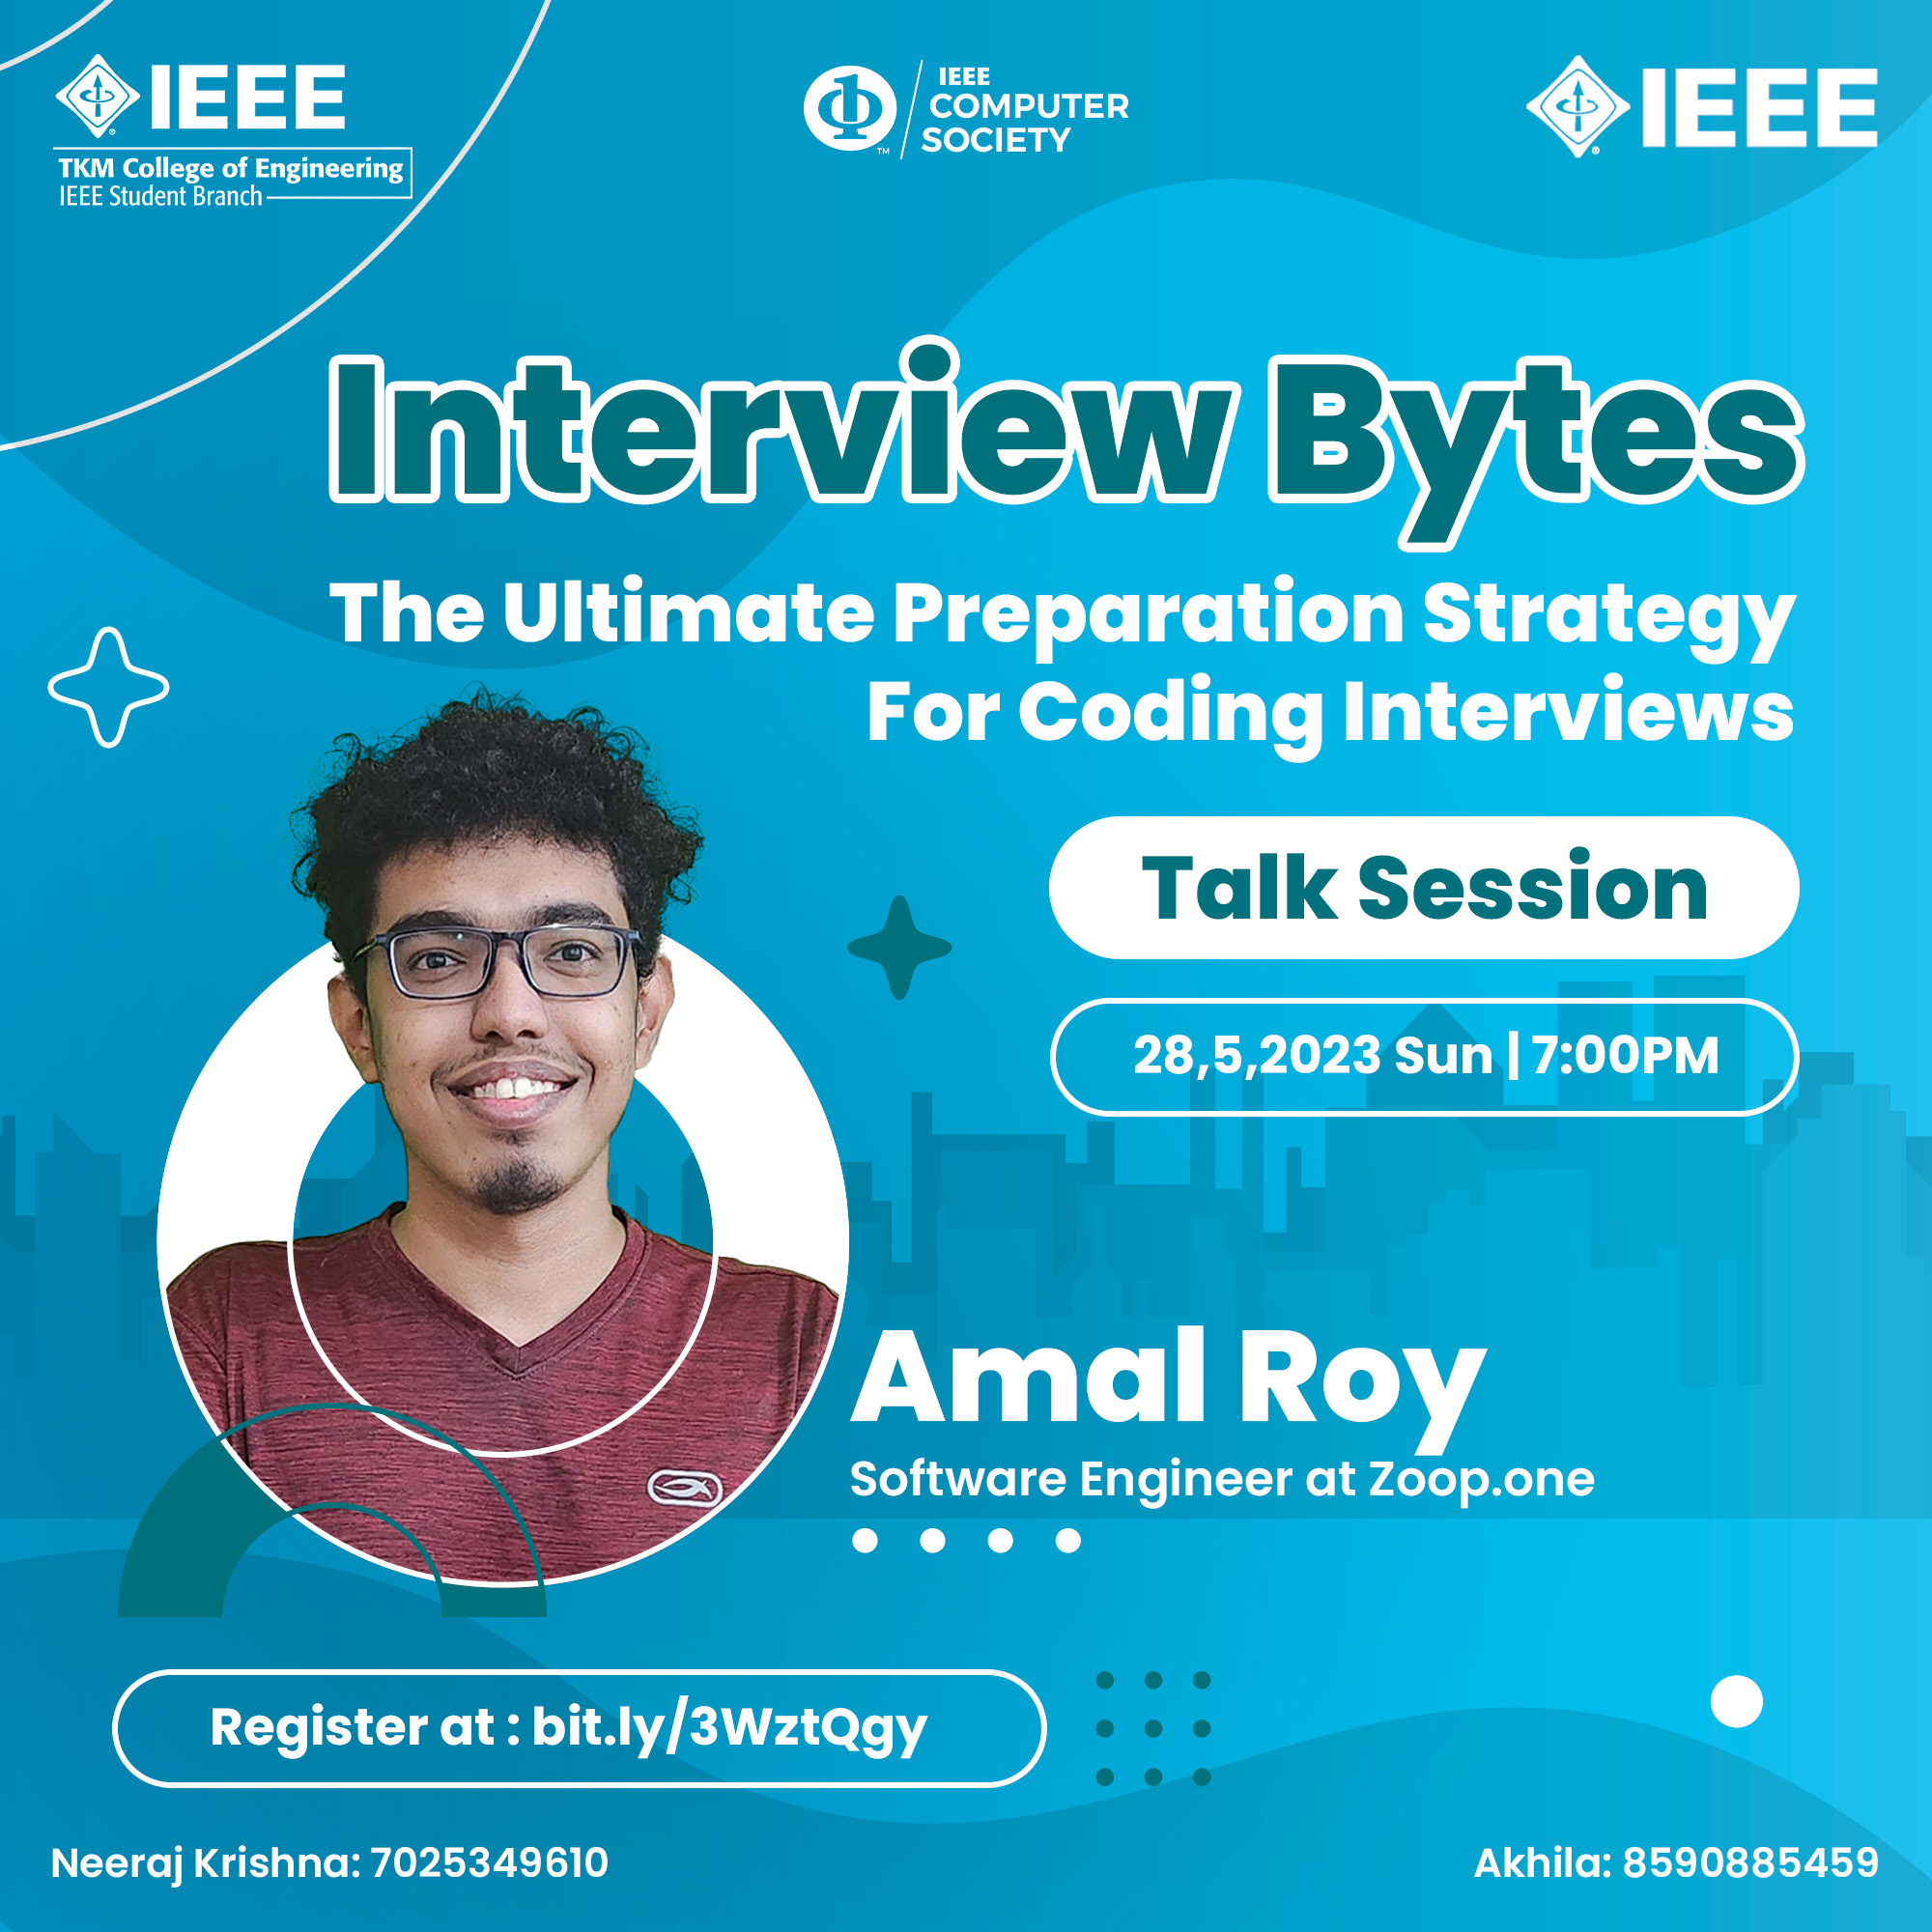 IEEE
TKM College of Engineering
IEEE Student Branch
IEEE
COMPUTER
SOCIETY
TM
IEEE
Interview Bytes
The Ultimate Preparation Strategy
For Coding Interviews
Talk Session
28,5,2023 Sun | 7:00PM
Amal Roy
Software Engineer at Zoop.one
Register at : bit.ly/3WztQgy
Neeraj Krishna: 7025349610
Akhila: 8590885459